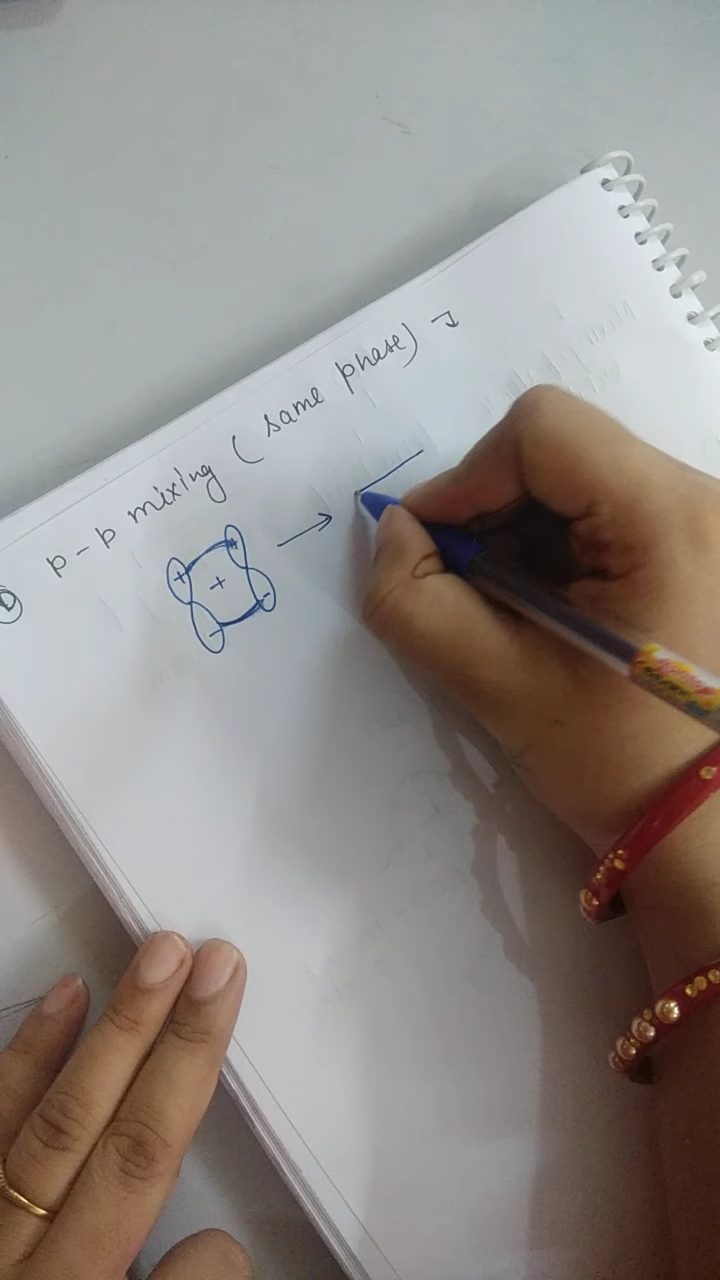 p-p mixing (same phase) ↴
+ + + → 
- -